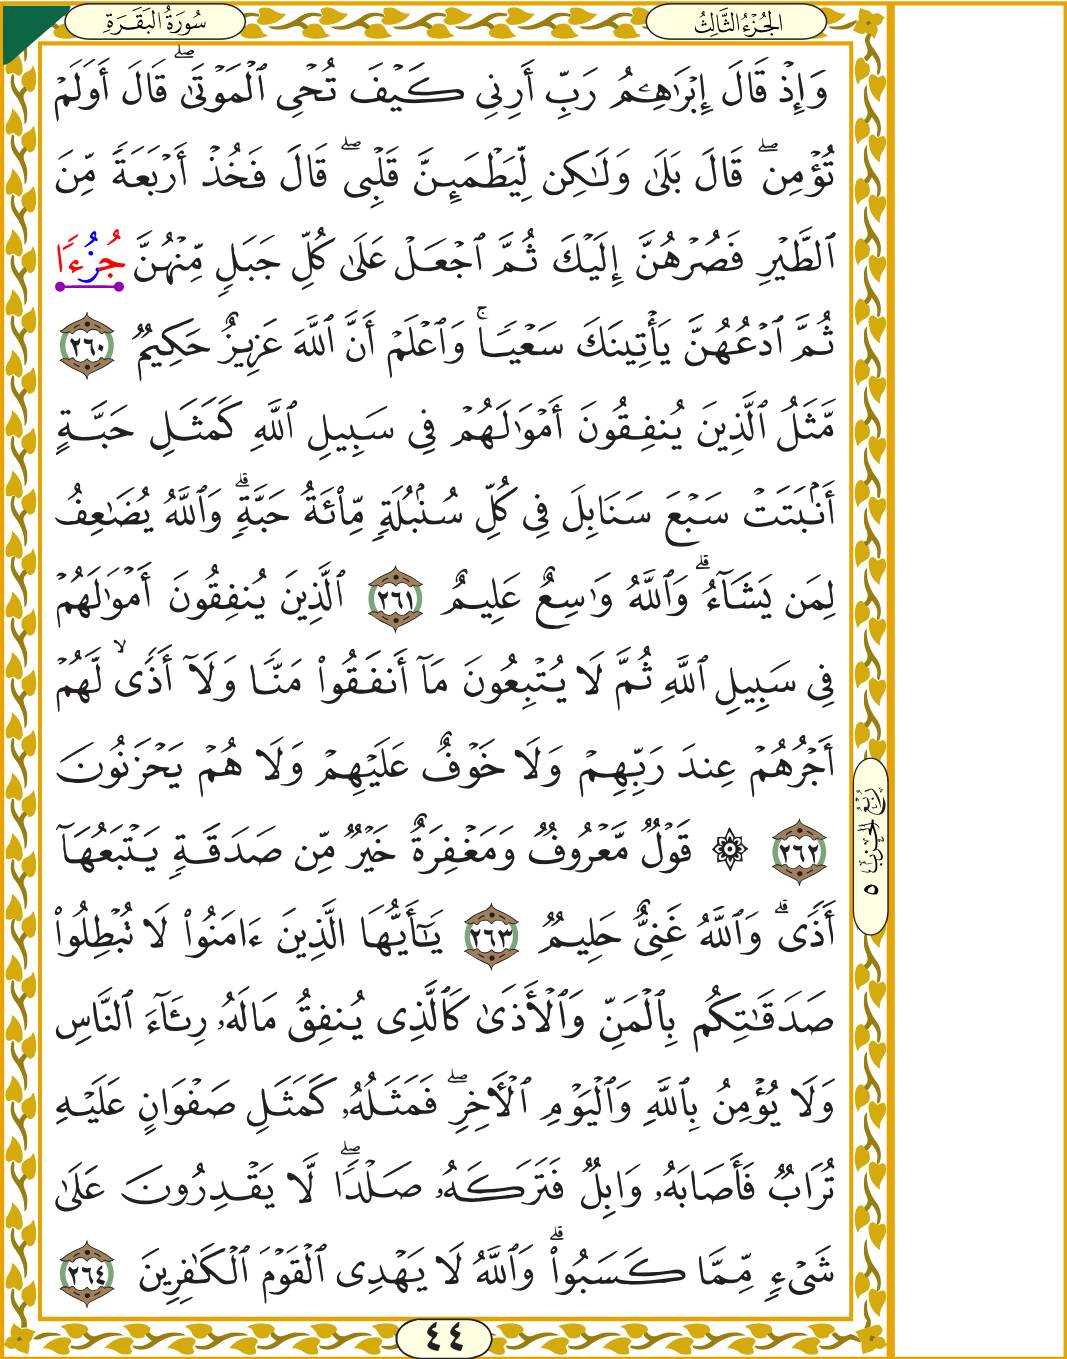 الجُزْءُ الثَّالِثُ
سُورَةُ البَقَرَةِ
وَإِذۡ قَالَ إِبۡرَٰهِـۧمُ رَبِّ أَرِنِي كَيۡفَ تُحۡيِ ٱلۡمَوۡتَىٰۖ قَالَ أَوَلَمۡ
تُؤۡمِنۖ قَالَ بَلَىٰ وَلَٰكِن لِّيَطۡمَئِنَّ قَلۡبِيۖ قَالَ فَخُذۡ أَرۡبَعَةٗ مِّنَ
ٱلطَّيۡرِ فَصُرۡهُنَّ إِلَيۡكَ ثُمَّ ٱجۡعَلۡ عَلَىٰ كُلِّ جَبَلٖ مِّنۡهُنَّ جُزُءٗا
ثُمَّ ٱدۡعُهُنَّ يَأۡتِينَكَ سَعۡيٗاۚ وَٱعۡلَمۡ أَنَّ ٱللَّهَ عَزِيزٌ حَكِيمٞ ٢٦٠
مَّثَلُ ٱلَّذِينَ يُنفِقُونَ أَمۡوَٰلَهُمۡ فِي سَبِيلِ ٱللَّهِ كَمَثَلِ حَبَّةٍ
أَنۢبَتَتۡ سَبۡعَ سَنَابِلَ فِي كُلِّ سُنۢبُلَةٖ مِّاْئَةُ حَبَّةٖۗ وَٱللَّهُ يُضَٰعِفُ
لِمَن يَشَآءُۗ وَٱللَّهُ وَٰسِعٌ عَلِيمٌ ٢٦١ ٱلَّذِينَ يُنفِقُونَ أَمۡوَٰلَهُمۡ
فِي سَبِيلِ ٱللَّهِ ثُمَّ لَا يُتۡبِعُونَ مَآ أَنفَقُواْ مَنّٗا وَلَآ أَذٗى لَّهُمۡ
أَجۡرُهُمۡ عِندَ رَبِّهِمۡ وَلَا خَوۡفٌ عَلَيۡهِمۡ وَلَا هُمۡ يَحۡزَنُونَ
٢٦٢ ۞ قَوۡلٞ مَّعۡرُوفٞ وَمَغۡفِرَةٌ خَيۡرٞ مِّن صَدَقَةٖ يَتۡبَعُهَآ
أَذٗىۗ وَٱللَّهُ غَنِيٌّ حَلِيمٞ ٢٦٣ يَٰٓأَيُّهَا ٱلَّذِينَ ءَامَنُواْ لَا تُبۡطِلُواْ
صَدَقَٰتِكُم بِٱلۡمَنِّ وَٱلۡأَذَىٰ كَٱلَّذِي يُنفِقُ مَالَهُۥ رِئَآءَ ٱلنَّاسِ
وَلَا يُؤۡمِنُ بِٱللَّهِ وَٱلۡيَوۡمِ ٱلۡأٓخِرِۖ فَمَثَلُهُۥ كَمَثَلِ صَفۡوَانٍ عَلَيۡهِ
تُرَابٞ فَأَصَابَهُۥ وَابِلٞ فَتَرَكَهُۥ صَلۡدٗاۖ لَّا يَقۡدِرُونَ عَلَىٰ
شَيۡءٖ مِّمَّا كَسَبُواْۗ وَٱللَّهُ لَا يَهۡدِي ٱلۡقَوۡمَ ٱلۡكَٰفِرِينَ ٢٦٤
رُبْعُ الحِزْب ٥
٤٤